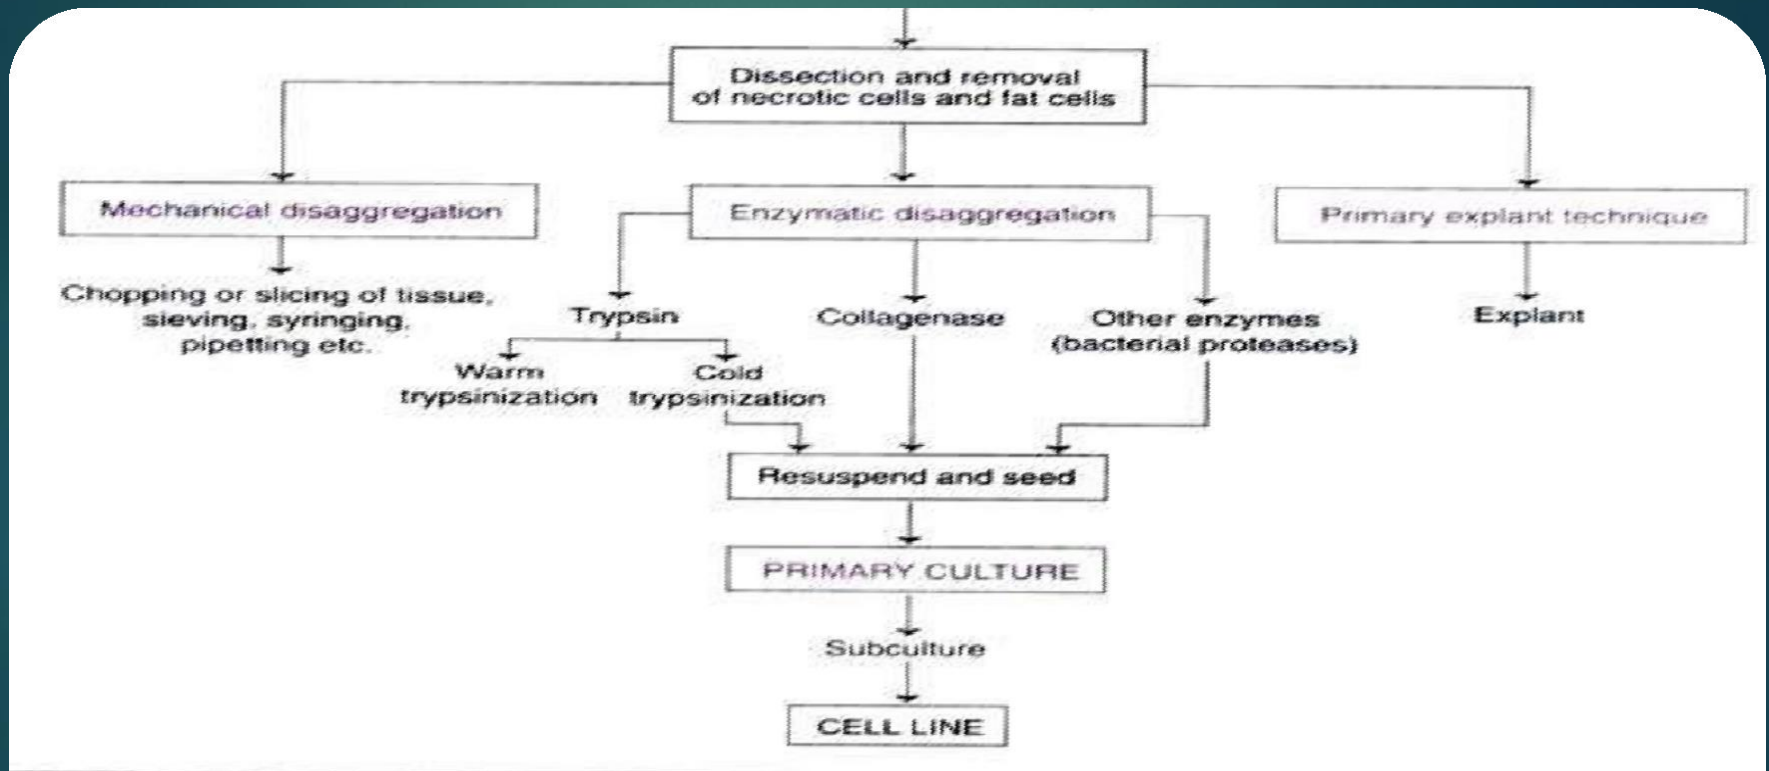 Dissection and removal
of necrotic cells and fat cells
Mechanical disaggregation
Enzymatic disaggregation
Primary explant technique
Chopping or slicing of tissue,
sieving, syringing,
pipetting etc.
Trypsin
Collagenase
Other enzymes
(bacterial proteases)
Explant
Warm
trypsinization
Cold
trypsinization
Resuspend and seed
PRIMARY CULTURE
Subculture
CELL LINE